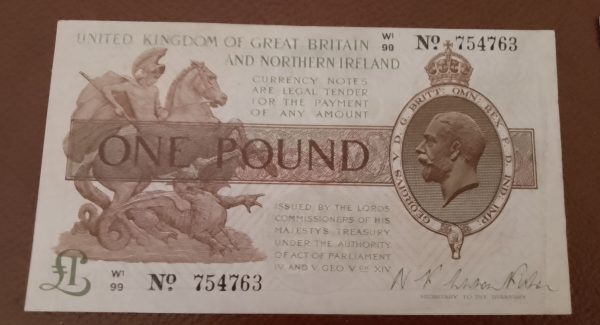 UNITED KINGDOM OF GREAT BRITAIN
AND NORTHERN IRELAND
W1
99
No 754763
CURRENCY NOTES
ARE LEGAL TENDER
FOR THE PAYMENT
OF ANY AMOUNT
ONE POUND
GEORGIVS V D.G. BRITT: OMN: REX F.D. IND: IMP:
ISSUED BY THE LORDS
COMMISSIONERS OF HIS
MAJESTY'S TREASURY
UNDER THE AUTHORITY
OF ACT OF PARLIAMENT
IV AND V. GEO V. CH XIV
£1
W1
99
No 754763
SECRETARY TO THE TREASURY